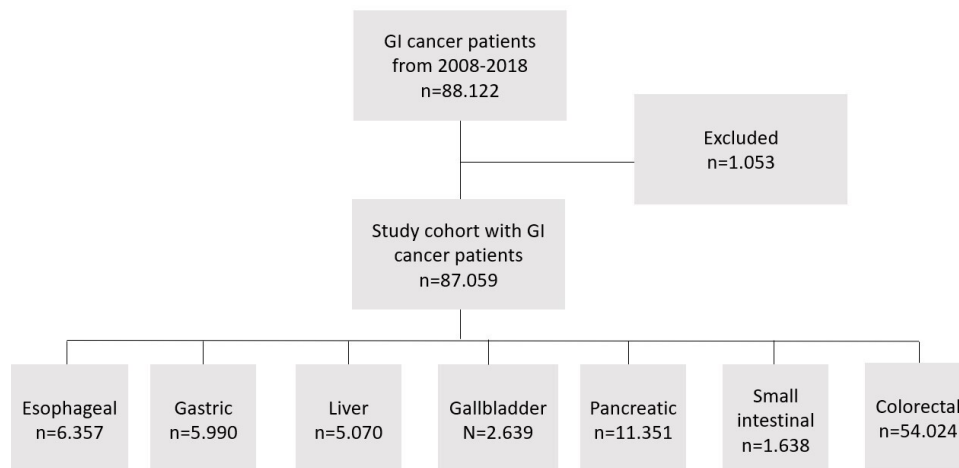 GI cancer patients
from 2008-2018
n=88.122
Excluded
n=1.053
Study cohort with GI
cancer patients
n=87.059
Esophageal
n=6.357
Gastric
n=5.990
Liver
n=5.070
Gallbladder
N=2.639
Pancreatic
n=11.351
Small
intestinal
n=1.638
Colorectal
n=54.024